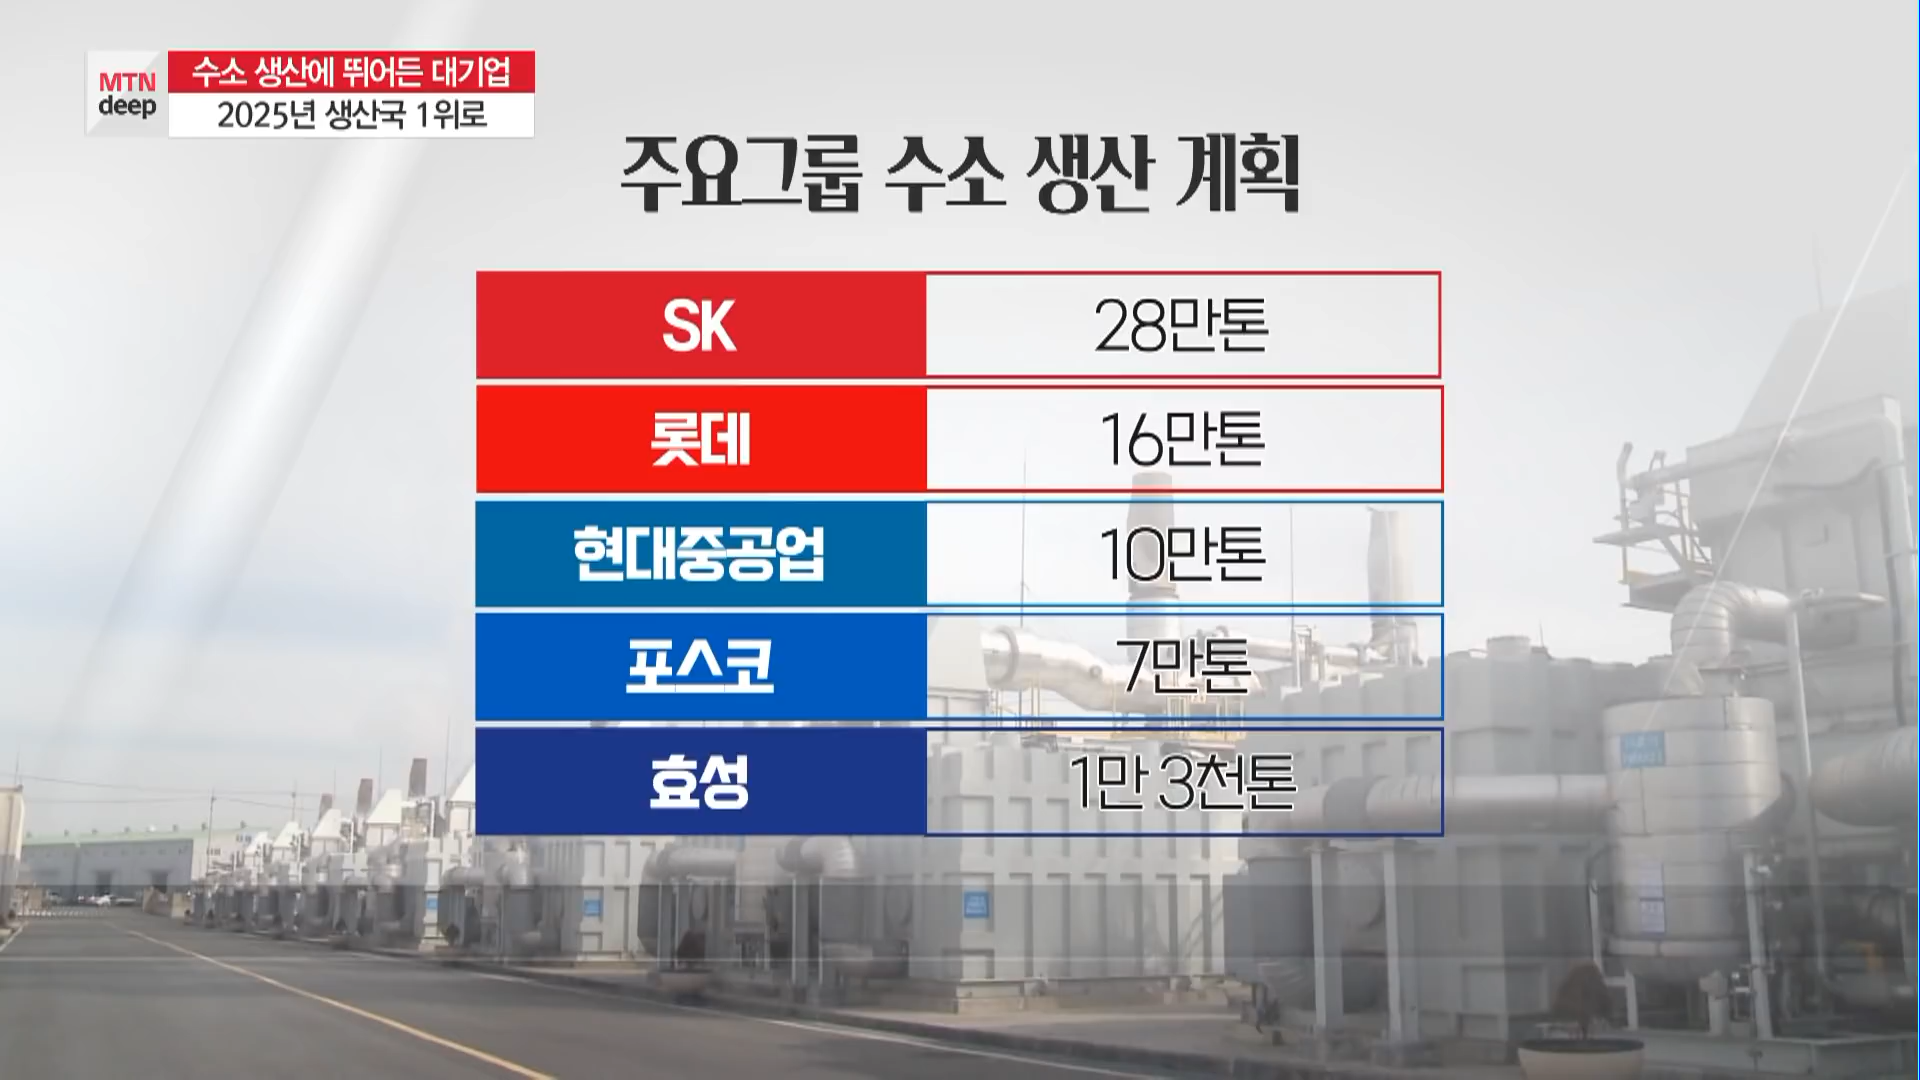 MTN
deep
수소 생산에 뛰어든 대기업
2025년 생산국 1위로
주요그룹 수소 생산 계획
SK 28만톤
롯데 16만톤
현대중공업 10만톤
포스코 7만톤
효성 1만 3천톤